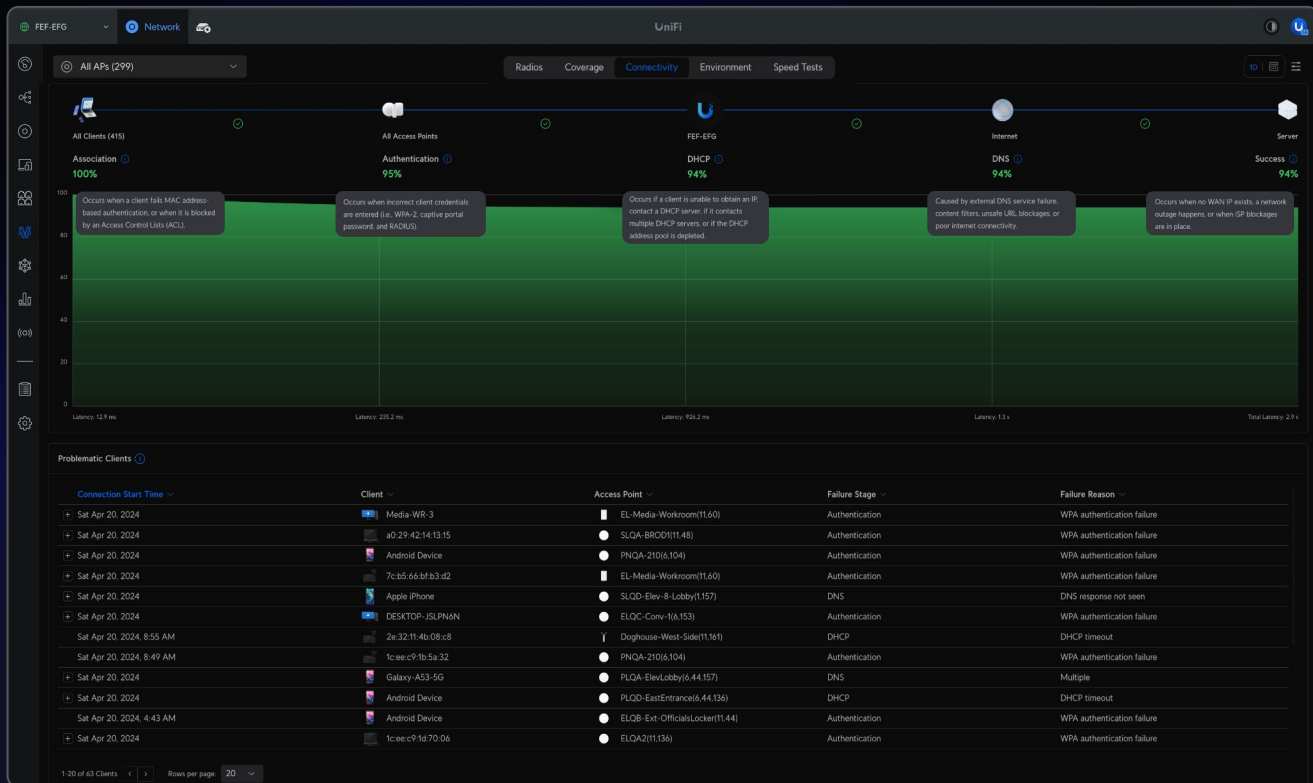 FEF-EFG
Network
UniFi
All APs (299)
Radios Coverage Connectivity Environment Speed Tests
1D
All Clients (415)
All Access Points
FEF-EFG
Internet
Server
Association
100%
Authentication
95%
DHCP
94%
DNS
94%
Success
94%
100
80
60
40
20
0
Occurs when a client fails MAC address-
based authentication, or when it is blocked
by an Access Control Lists (ACL).
Occurs when incorrect client credentials
are entered (i.e., WPA-2, captive portal
password, and RADIUS).
Occurs if a client is unable to obtain an IP,
contact a DHCP server, if it contacts
multiple DHCP servers, or if the DHCP
address pool is depleted.
Caused by external DNS service failure,
content filters, unsafe URL blockages, or
poor internet connectivity.
Occurs when no WAN IP exists, a network
outage happens, or when ISP blockages
are in place.
Latency: 12.9 ms
Latency: 235.2 ms
Latency: 926.2 ms
Latency: 1.3 s
Total Latency: 2.9 s
Problematic Clients
Connection Start Time Client Access Point Failure Stage Failure Reason
Sat Apr 20, 2024 Media-WR-3 EL-Media-Workroom(11,60) Authentication WPA authentication failure
Sat Apr 20, 2024 a0:29:42:14:13:15 SLQA-BROD1(11,48) Authentication WPA authentication failure
Sat Apr 20, 2024 Android Device PNQA-210(6,104) Authentication WPA authentication failure
Sat Apr 20, 2024 7c:b5:66:bf:b3:d2 EL-Media-Workroom(11,60) Authentication WPA authentication failure
Sat Apr 20, 2024 Apple iPhone SLQD-Elev-8-Lobby(1,157) DNS DNS response not seen
Sat Apr 20, 2024 DESKTOP-JSLPN6N ELQC-Conv-1(6,153) Authentication WPA authentication failure
Sat Apr 20, 2024, 8:55 AM 2e:32:11:4b:08:c8 Doghouse-West-Side(11,161) DHCP DHCP timeout
Sat Apr 20, 2024, 8:49 AM 1c:ee:c9:1b:5a:32 PNQA-210(6,104) Authentication WPA authentication failure
Sat Apr 20, 2024 Galaxy-A53-5G PLQA-ElevLobby(6,44,157) DNS Multiple
Sat Apr 20, 2024 Android Device PLQD-EastEntrance(6,44,136) DHCP DHCP timeout
Sat Apr 20, 2024, 4:43 AM Android Device ELQB-Ext-OfficialsLocker(11,44) Authentication WPA authentication failure
Sat Apr 20, 2024 1c:ee:c9:1d:70:06 ELQA2(11,136) Authentication WPA authentication failure
1-20 of 63 Clients Rows per page: 20